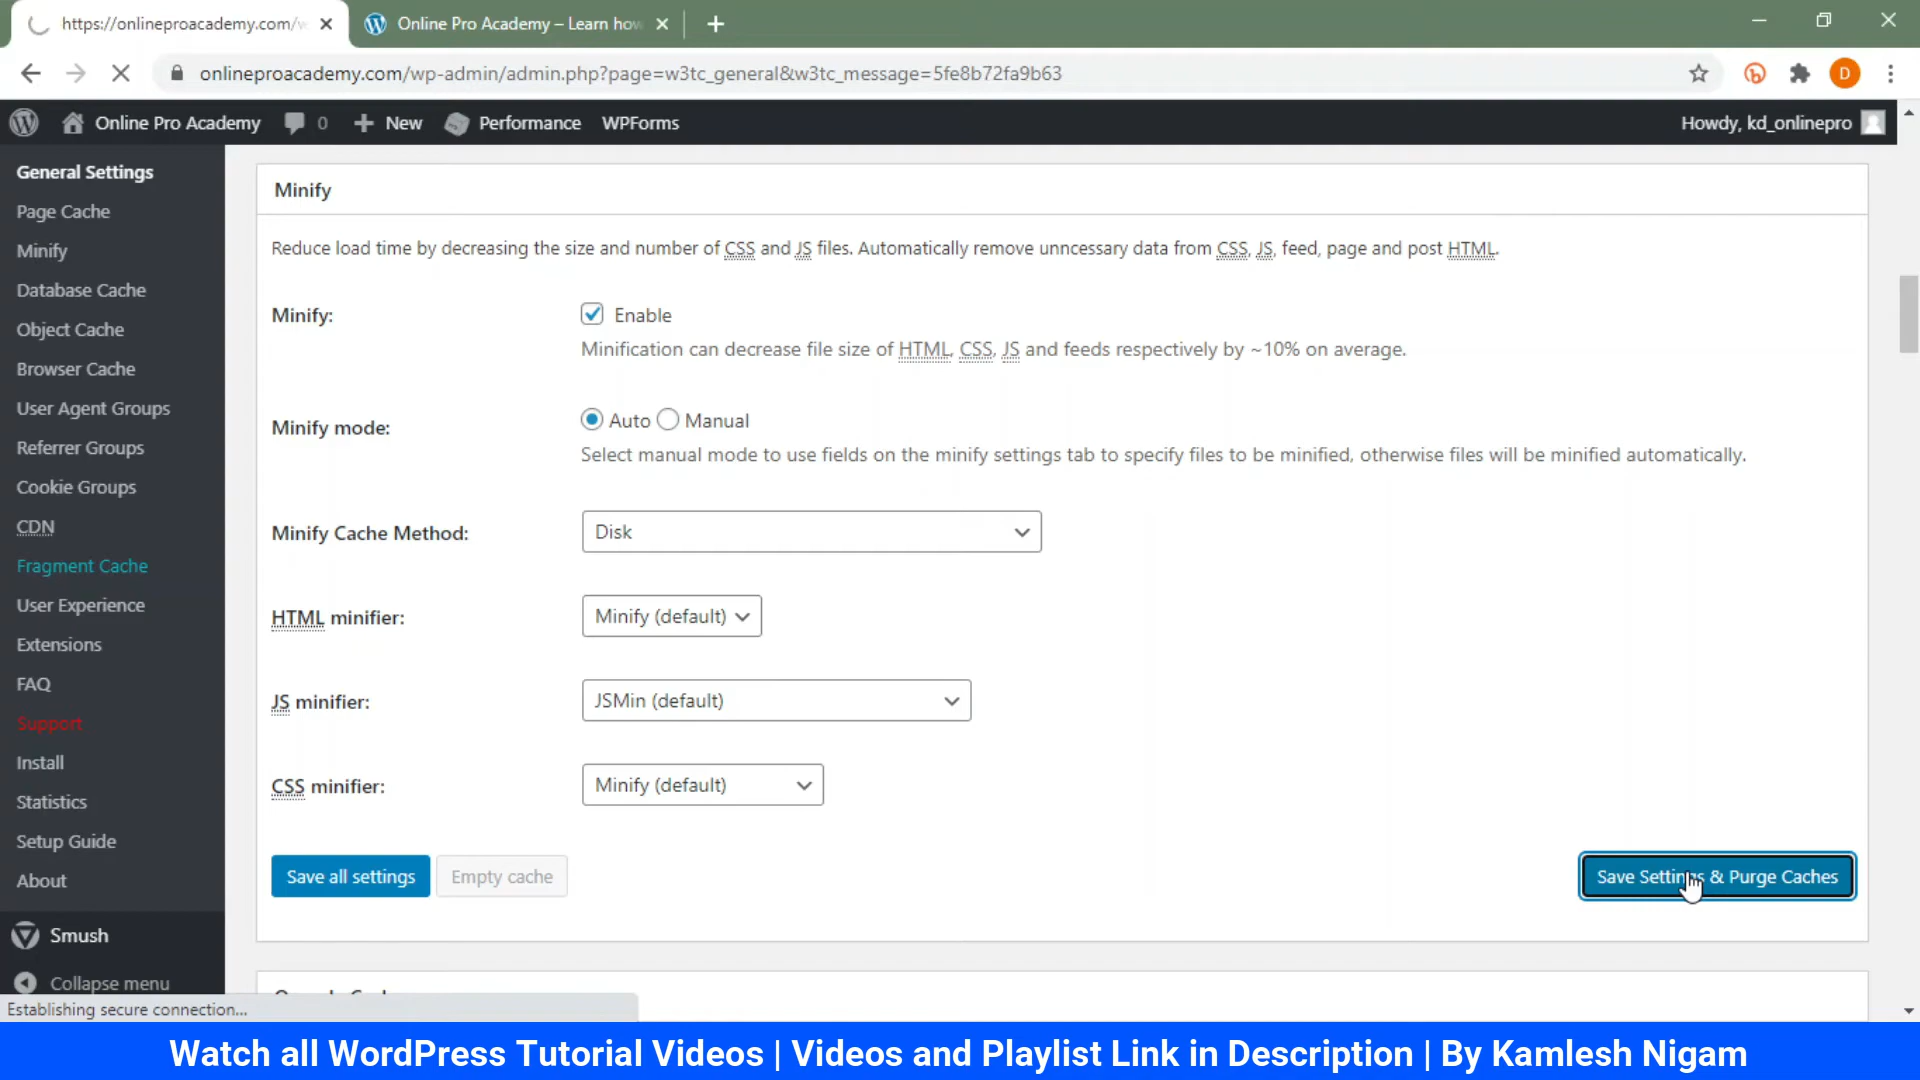 https://onlineproacademy.com/w
Online Pro Academy – Learn how
onlineproacademy.com/wp-admin/admin.php?page=w3tc_general&w3tc_message=5fe8b72fa9b63
D
Online Pro Academy
0
New
Performance
WPForms
Howdy, kd_onlinepro
General Settings
Page Cache
Minify
Database Cache
Object Cache
Browser Cache
User Agent Groups
Referrer Groups
Cookie Groups
CDN
Fragment Cache
User Experience
Extensions
FAQ
Support
Install
Statistics
Setup Guide
About
Smush
Collapse menu
Minify
Reduce load time by decreasing the size and number of CSS and JS files. Automatically remove unncessary data from CSS, JS, feed, page and post HTML.
Minify:
Enable
Minification can decrease file size of HTML, CSS, JS and feeds respectively by ~10% on average.
Minify mode:
Auto
Manual
Select manual mode to use fields on the minify settings tab to specify files to be minified, otherwise files will be minified automatically.
Minify Cache Method:
Disk
HTML minifier:
Minify (default)
JS minifier:
JSMin (default)
CSS minifier:
Minify (default)
Save all settings
Empty cache
Save Settings & Purge Caches
Establishing secure connection...
Watch all WordPress Tutorial Videos | Videos and Playlist Link in Description | By Kamlesh Nigam